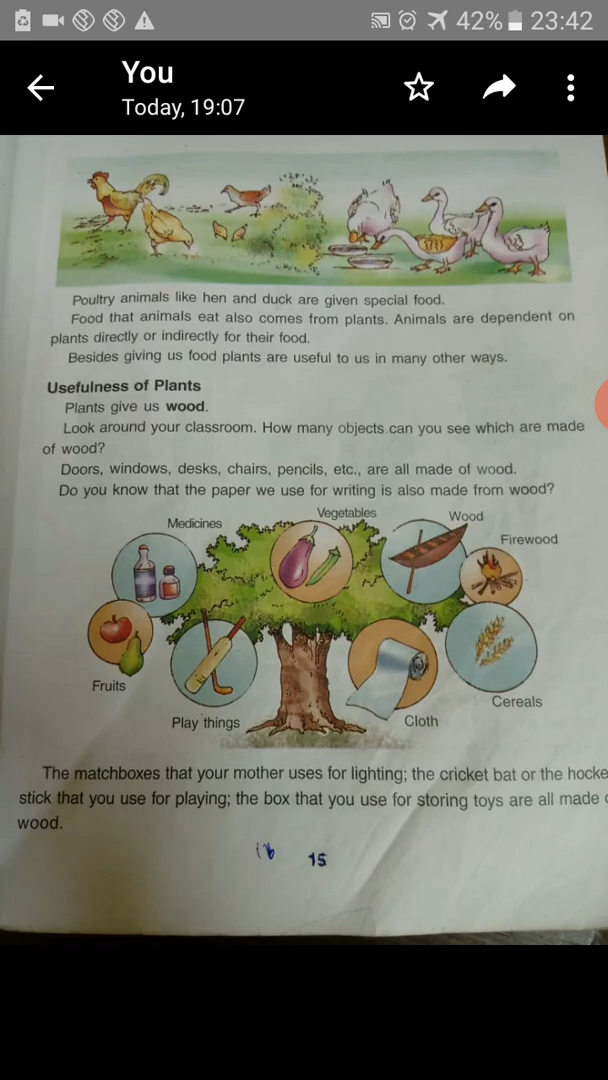 42% 23:42
You
Today, 19:07
Poultry animals like hen and duck are given special food.
Food that animals eat also comes from plants. Animals are dependent on
plants directly or indirectly for their food.
Besides giving us food plants are useful to us in many other ways.
Usefulness of Plants
Plants give us wood.
Look around your classroom. How many objects can you see which are made
of wood?
Doors, windows, desks, chairs, pencils, etc., are all made of wood.
Do you know that the paper we use for writing is also made from wood?
Medicines
Vegetables
Wood
Firewood
Fruits
Play things
Cloth
Cereals
The matchboxes that your mother uses for lighting; the cricket bat or the hocke
stick that you use for playing; the box that you use for storing toys are all made
wood.
15